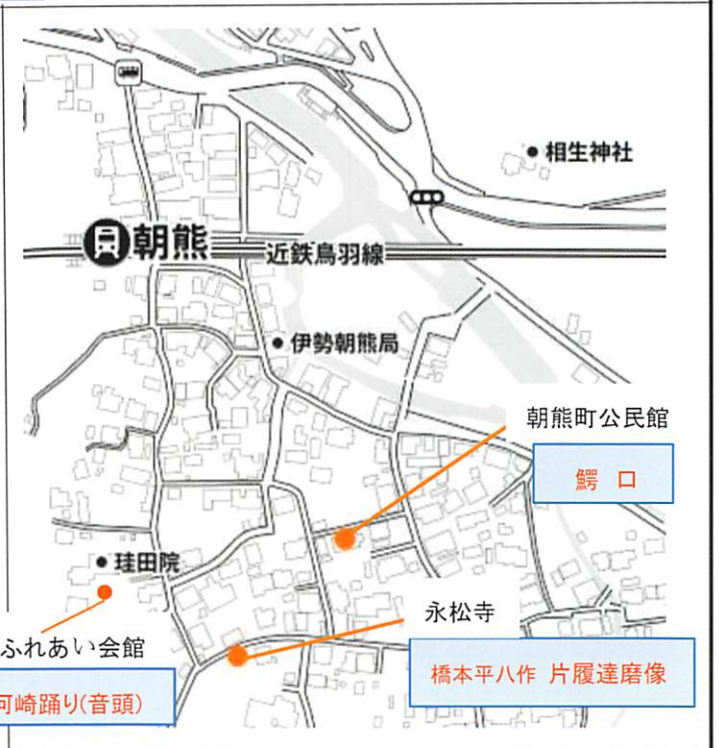 相生神社
朝熊
近鉄鳥羽線
伊勢朝熊局
朝熊町公民館
鰐 口
珪田院
永松寺
ふれあい会館
橋本平八作 片履達磨像
河崎踊り(音頭)